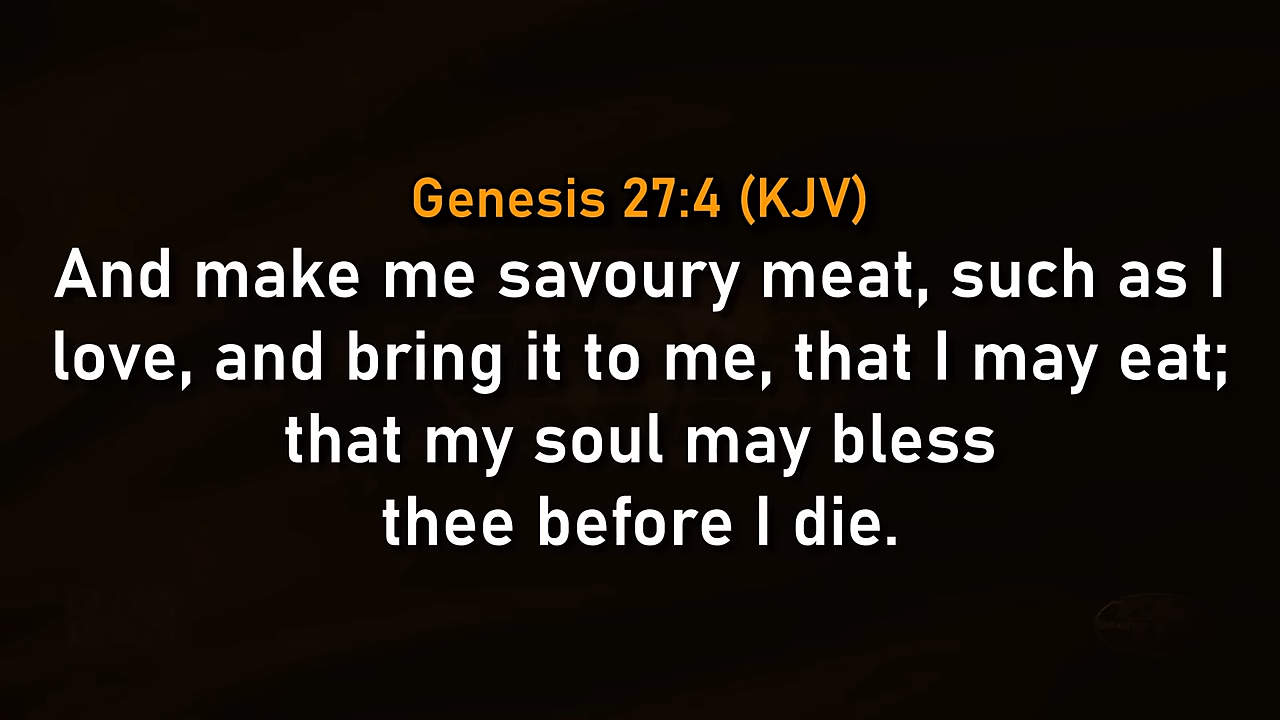 Genesis 27:4 (KJV)
And make me savoury meat, such as I
love, and bring it to me, that I may eat;
that my soul may bless
thee before I die.